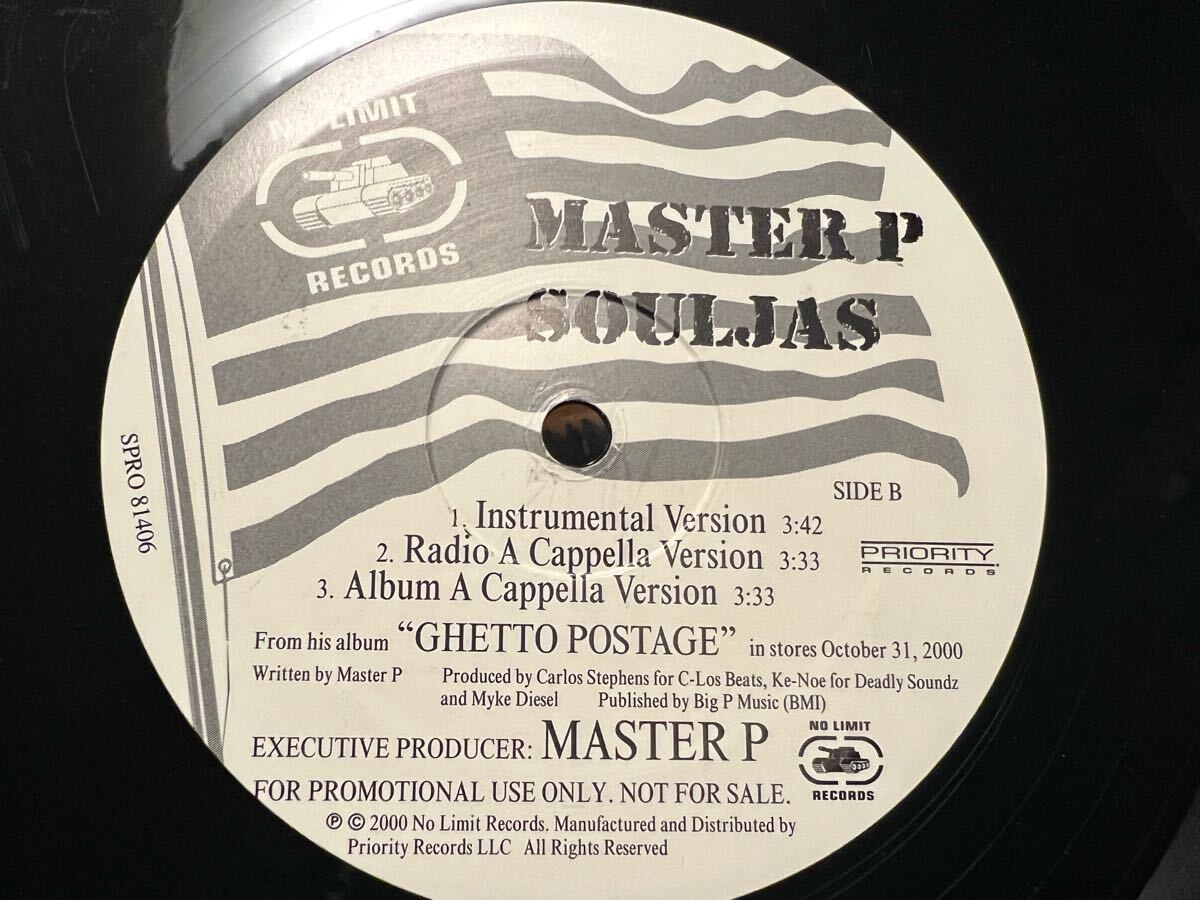 NO LIMIT
RECORDS
MASTER P
SOULJAS
SPRO 81406
SIDE B
1. Instrumental Version 3:42
2. Radio A Cappella Version 3:33
3. Album A Cappella Version 3:33
PRIORITY
RECORDS
From his album "GHETTO POSTAGE" in stores October 31, 2000
Written by Master P Produced by Carlos Stephens for C-Los Beats, Ke-Noe for Deadly Soundz
and Myke Diesel Published by Big P Music (BMI)
EXECUTIVE PRODUCER: MASTER P
NO LIMIT
RECORDS
FOR PROMOTIONAL USE ONLY. NOT FOR SALE.
℗ © 2000 No Limit Records. Manufactured and Distributed by
Priority Records LLC All Rights Reserved